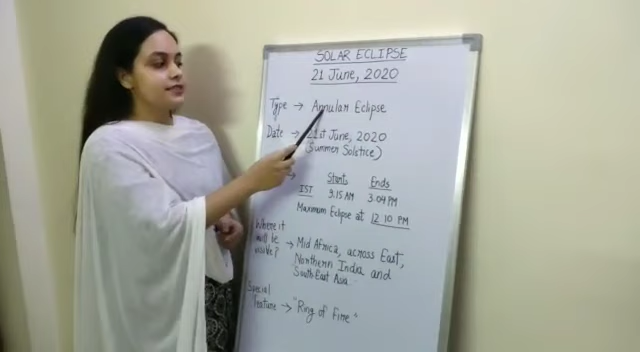 SOLAR ECLIPSE
21 June, 2020
Type → Annular Eclipse
Date → 21st June, 2020
(Summer Solstice)
→
Starts Ends
IST 9.15 AM 3.04 PM
Maximum Eclipse at 12 10 PM
Where it will be visible? → Mid Africa, across East,
Northern India and
South East Asia.
Special feature → "Ring of Fire"